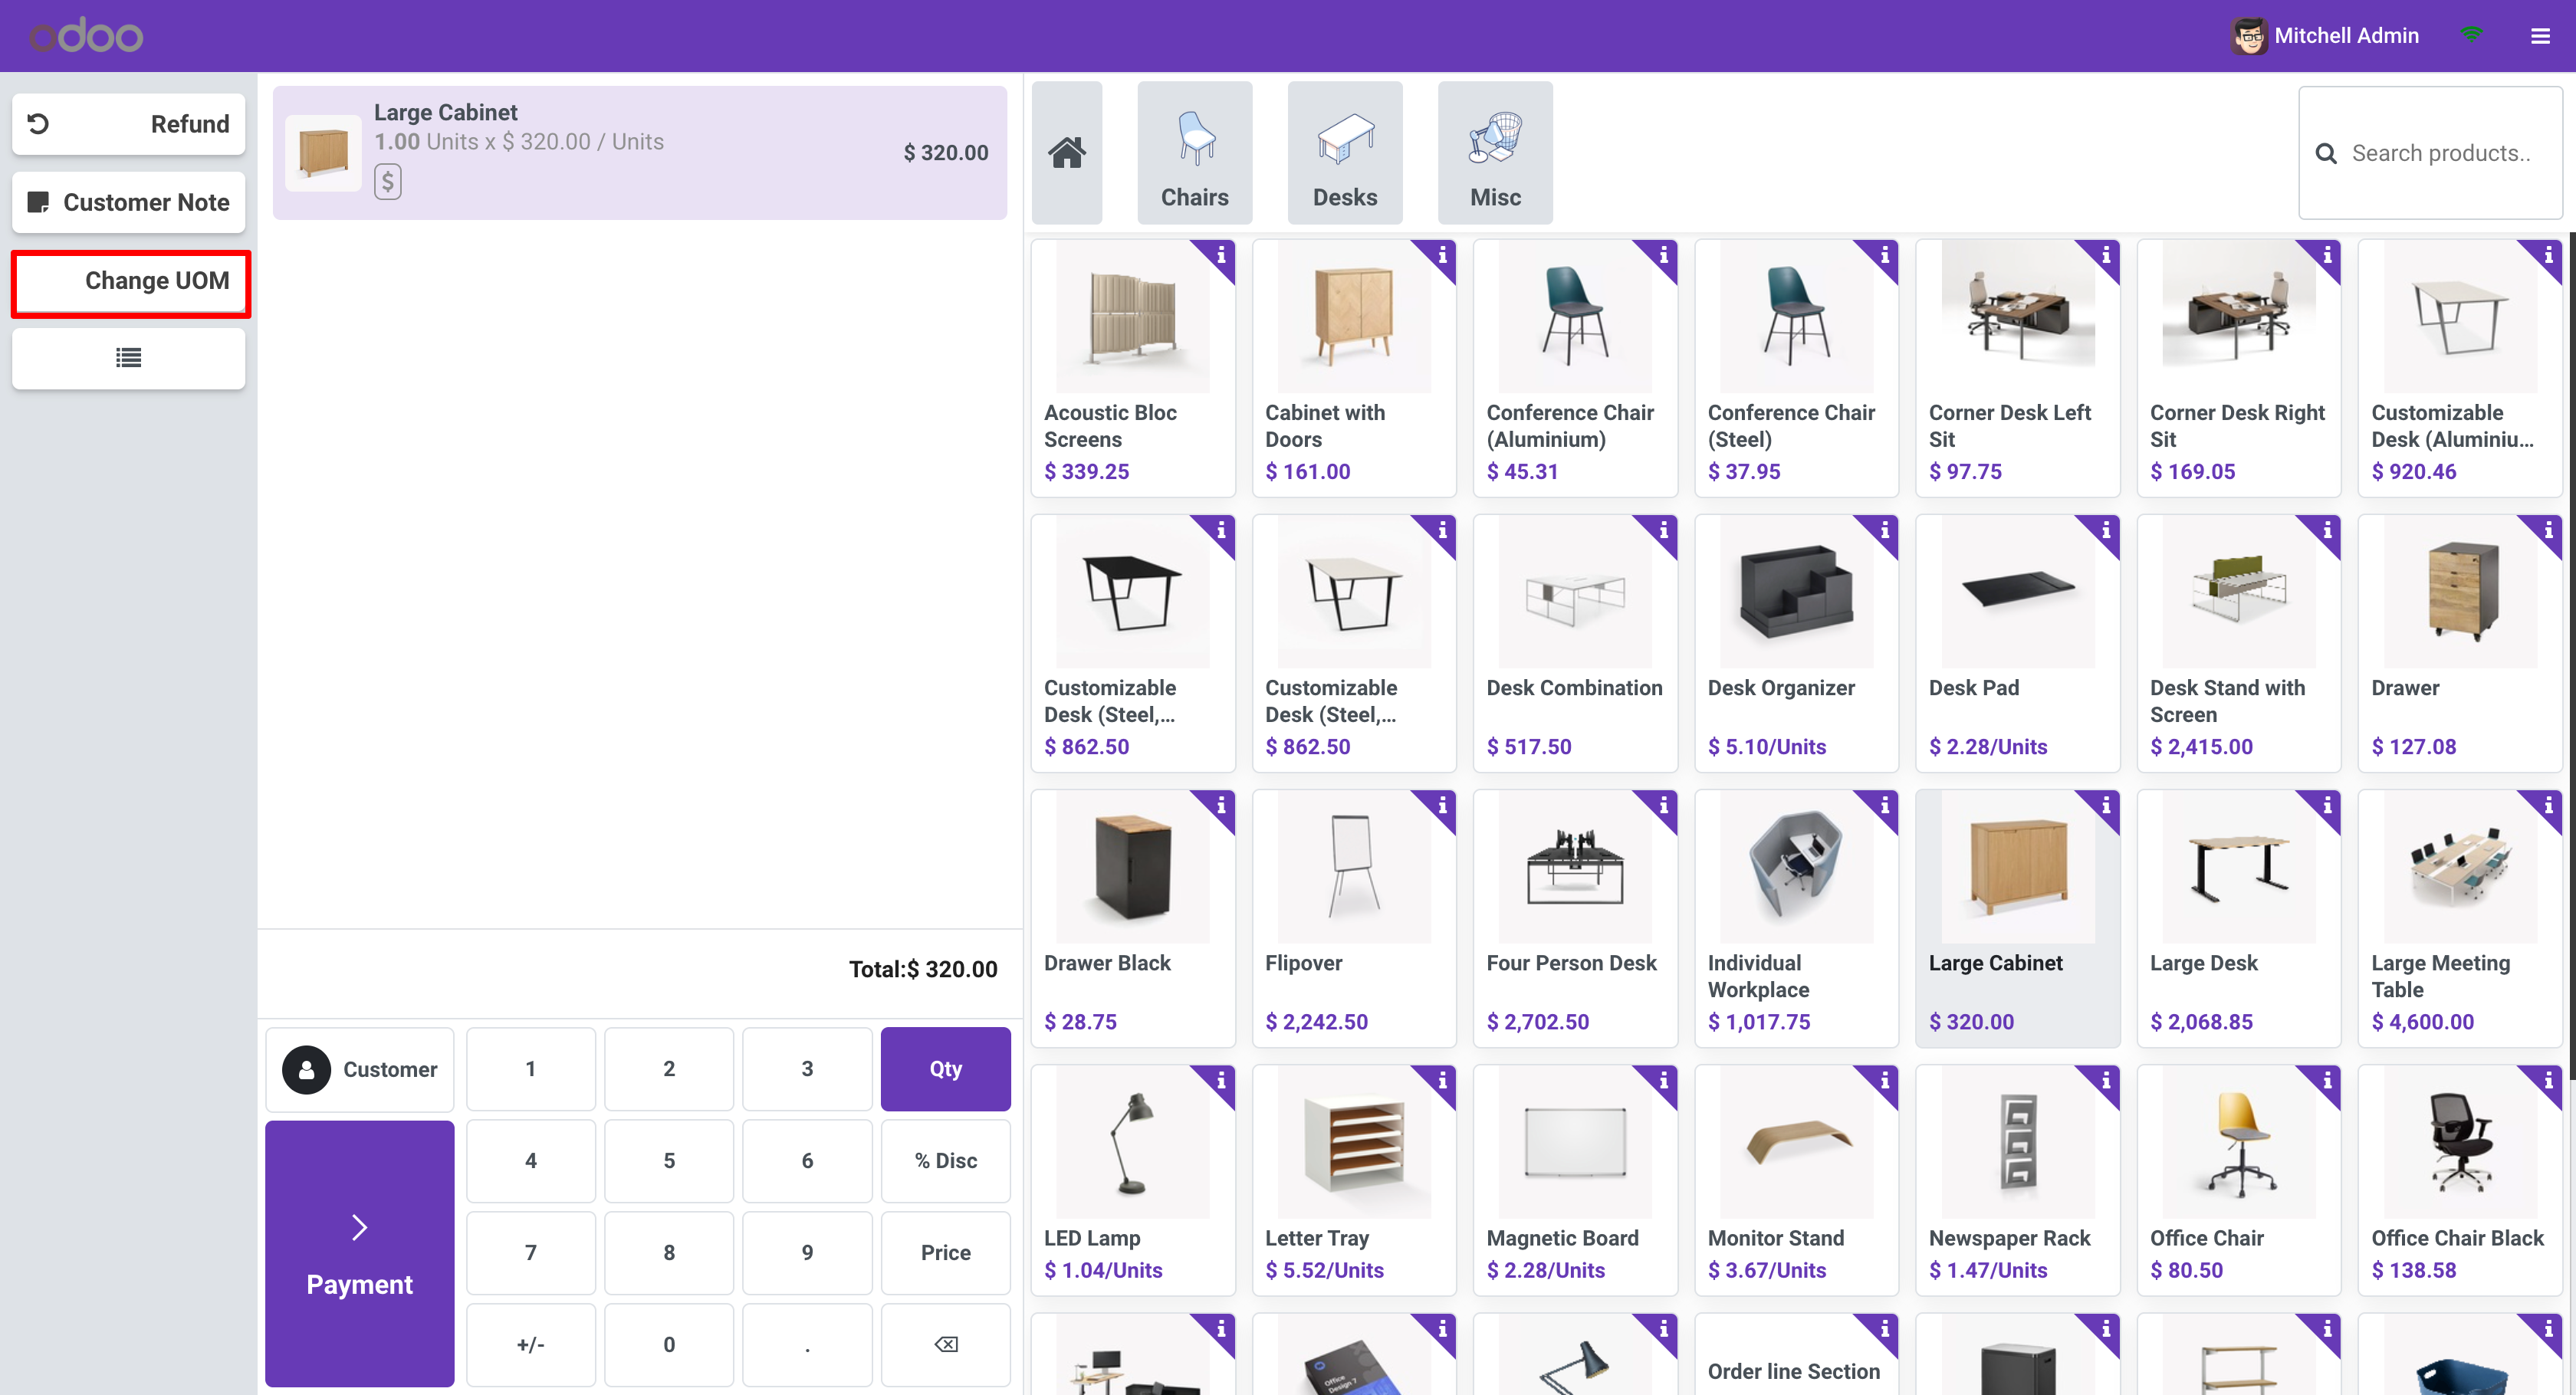 odoo
Mitchell Admin
Refund
Customer Note
Change UOM
Large Cabinet
1.00 Units x $ 320.00 / Units
$ 320.00
$
Chairs
Desks
Misc
Search products..
Acoustic Bloc
Screens
$ 339.25
Cabinet with
Doors
$ 161.00
Conference Chair
(Aluminium)
$ 45.31
Conference Chair
(Steel)
$ 37.95
Corner Desk Left
Sit
$ 97.75
Corner Desk Right
Sit
$ 169.05
Customizable
Desk (Aluminiu...
$ 920.46
Customizable
Desk (Steel,...
$ 862.50
Customizable
Desk (Steel,...
$ 862.50
Desk Combination
$ 517.50
Desk Organizer
$ 5.10/Units
Desk Pad
$ 2.28/Units
Desk Stand with
Screen
$ 2,415.00
Drawer
$ 127.08
Drawer Black
$ 28.75
Flipover
$ 2,242.50
Four Person Desk
$ 2,702.50
Individual
Workplace
$ 1,017.75
Large Cabinet
$ 320.00
Large Desk
$ 2,068.85
Large Meeting
Table
$ 4,600.00
LED Lamp
$ 1.04/Units
Letter Tray
$ 5.52/Units
Magnetic Board
$ 2.28/Units
Monitor Stand
$ 3.67/Units
Newspaper Rack
$ 1.47/Units
Office Chair
$ 80.50
Office Chair Black
$ 138.58
Office
Design 7
Order line Section
Total:$ 320.00
Customer
1
2
3
Qty
4
5
6
% Disc
Payment
7
8
9
Price
+/-
0
.